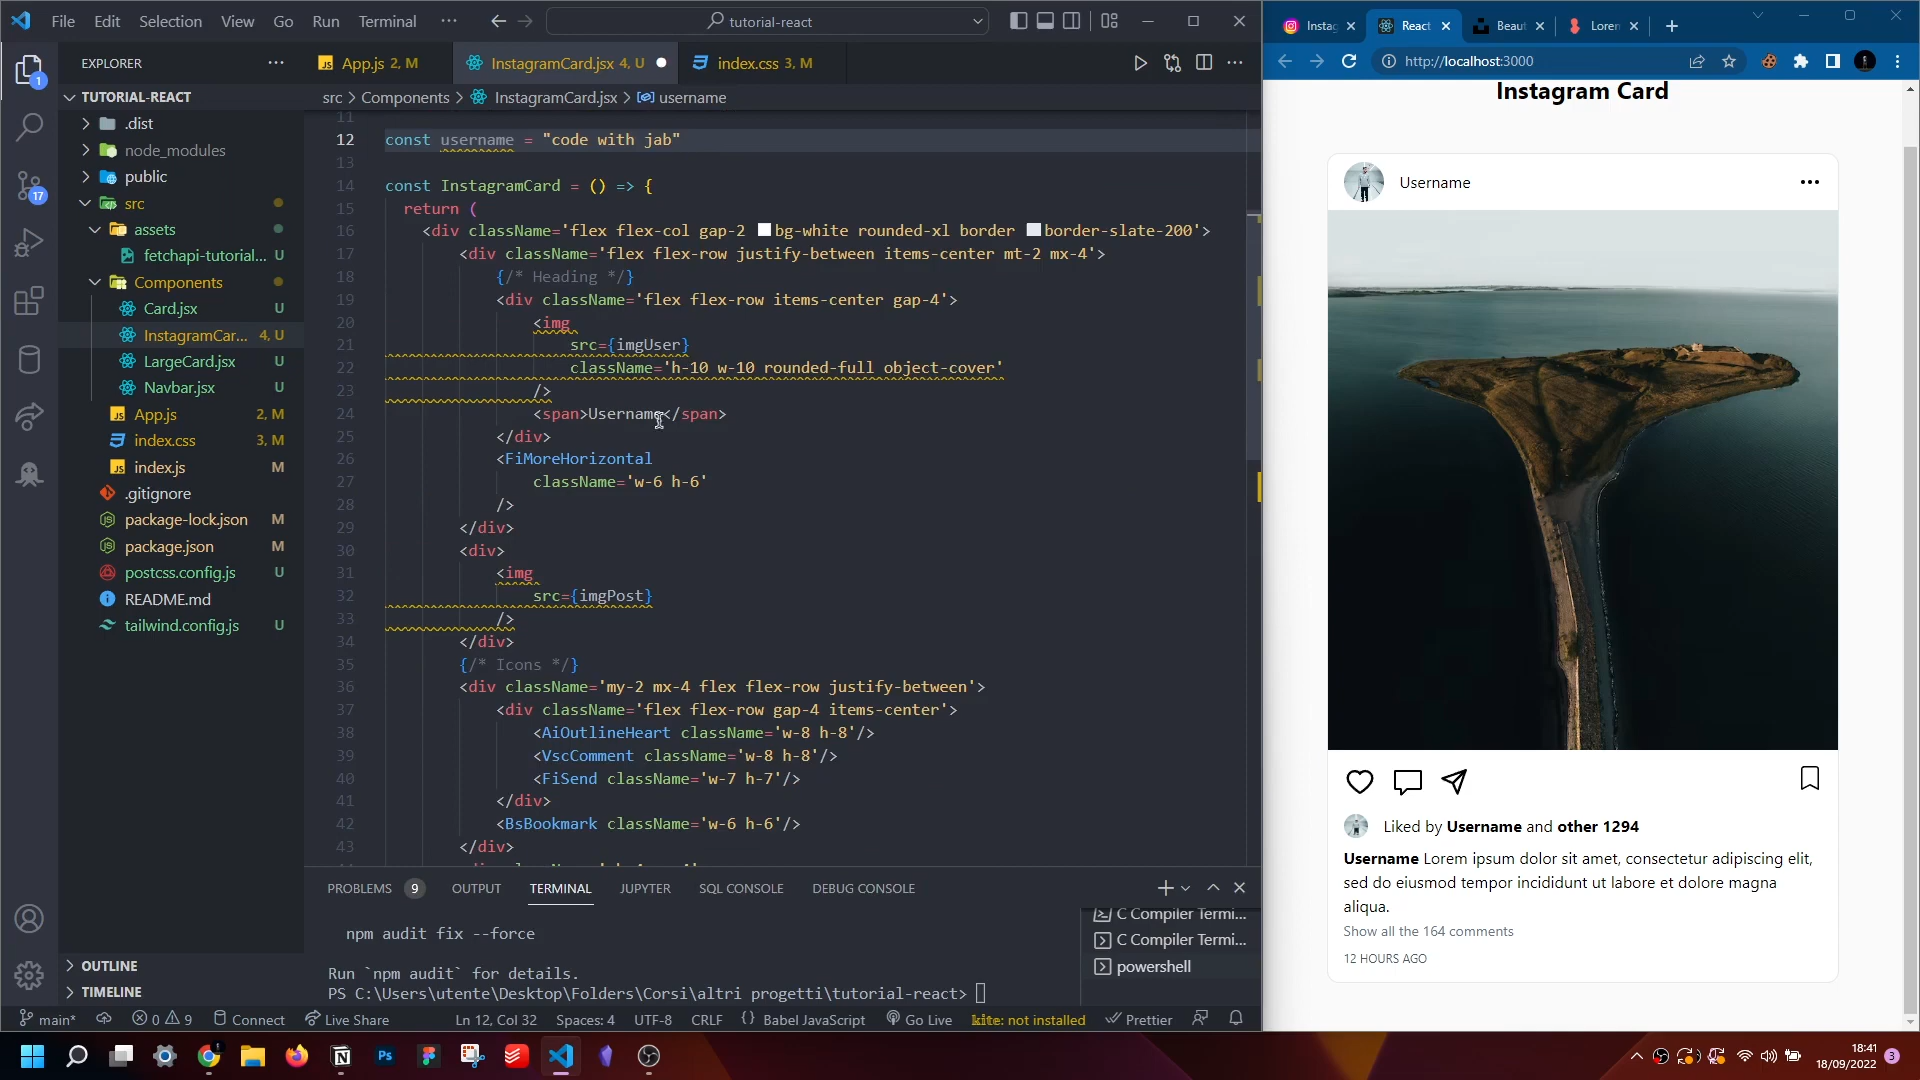 File Edit Selection View Go Run Terminal ··· tutorial-react
EXPLORER ···
TUTORIAL-REACT
.dist
node_modules
public
src
assets
fetchapi-tutorial... U
Components
Card.jsx U
InstagramCar... 4, U
LargeCard.jsx U
Navbar.jsx U
App.js 2, M
index.css 3, M
index.js M
.gitignore
package-lock.json M
package.json M
postcss.config.js U
README.md
tailwind.config.js U
OUTLINE
TIMELINE
1
17
App.js 2, M InstagramCard.jsx 4, U index.css 3, M
src > Components > InstagramCard.jsx > username
11
12 const username = "code with jab"
13
14 const InstagramCard = () => {
15 return (
16 <div className='flex flex-col gap-2 bg-white rounded-xl border border-slate-200'>
17 <div className='flex flex-row justify-between items-center mt-2 mx-4'>
18 {/* Heading */}
19 <div className='flex flex-row items-center gap-4'>
20 <img
21 src={imgUser}
22 className='h-10 w-10 rounded-full object-cover'
23 />
24 <span>Username</span>
25 </div>
26 <FiMoreHorizontal
27 className='w-6 h-6'
28 />
29 </div>
30 <div>
31 <img
32 src={imgPost}
33 />
34 </div>
35 {/* Icons */}
36 <div className='my-2 mx-4 flex flex-row justify-between'>
37 <div className='flex flex-row gap-4 items-center'>
38 <AiOutlineHeart className='w-8 h-8'/>
39 <VscComment className='w-8 h-8'/>
40 <FiSend className='w-7 h-7'/>
41 </div>
42 <BsBookmark className='w-6 h-6'/>
43 </div>
PROBLEMS 9 OUTPUT TERMINAL JUPYTER SQL CONSOLE DEBUG CONSOLE
npm audit fix --force
Run `npm audit` for details.
PS C:\Users\utente\Desktop\Folders\Corsi\altri progetti\tutorial-react>
C Compiler Termi...
C Compiler Termi...
powershell
main* 0 9 Connect Live Share Ln 12, Col 32 Spaces: 4 UTF-8 CRLF {} Babel JavaScript Go Live kite: not installed Prettier
Instag React Beaut Loren
http://localhost:3000
Instagram Card
Username
Liked by Username and other 1294
Username Lorem ipsum dolor sit amet, consectetur adipiscing elit,
sed do eiusmod tempor incididunt ut labore et dolore magna
aliqua.
Show all the 164 comments
12 HOURS AGO
Ps
18:41
18/09/2022
3